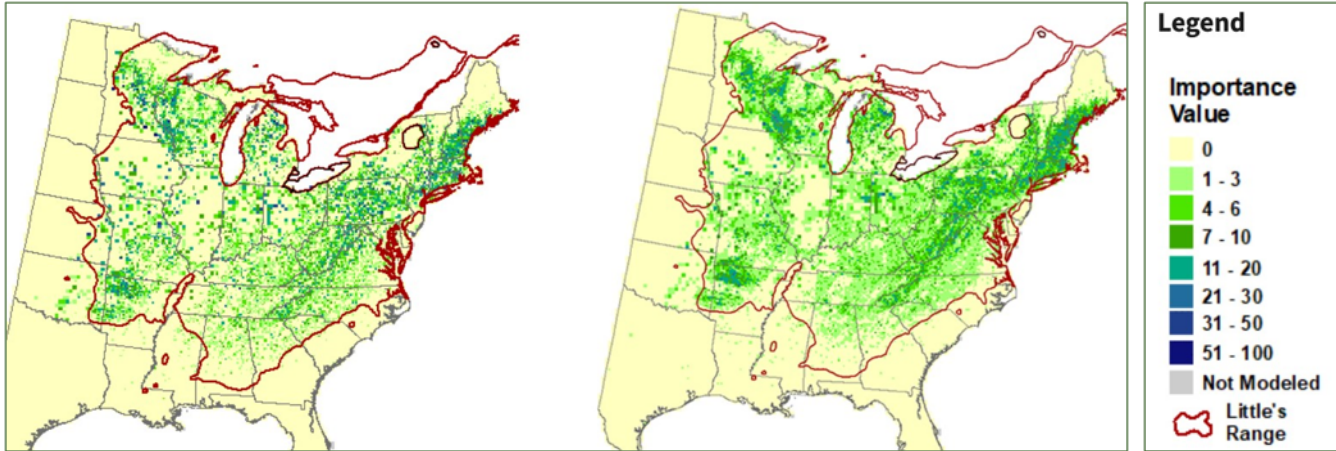 Legend
Importance
Value
0
1 - 3
4 - 6
7 - 10
11 - 20
21 - 30
31 - 50
51 - 100
Not Modeled
Little's
Range